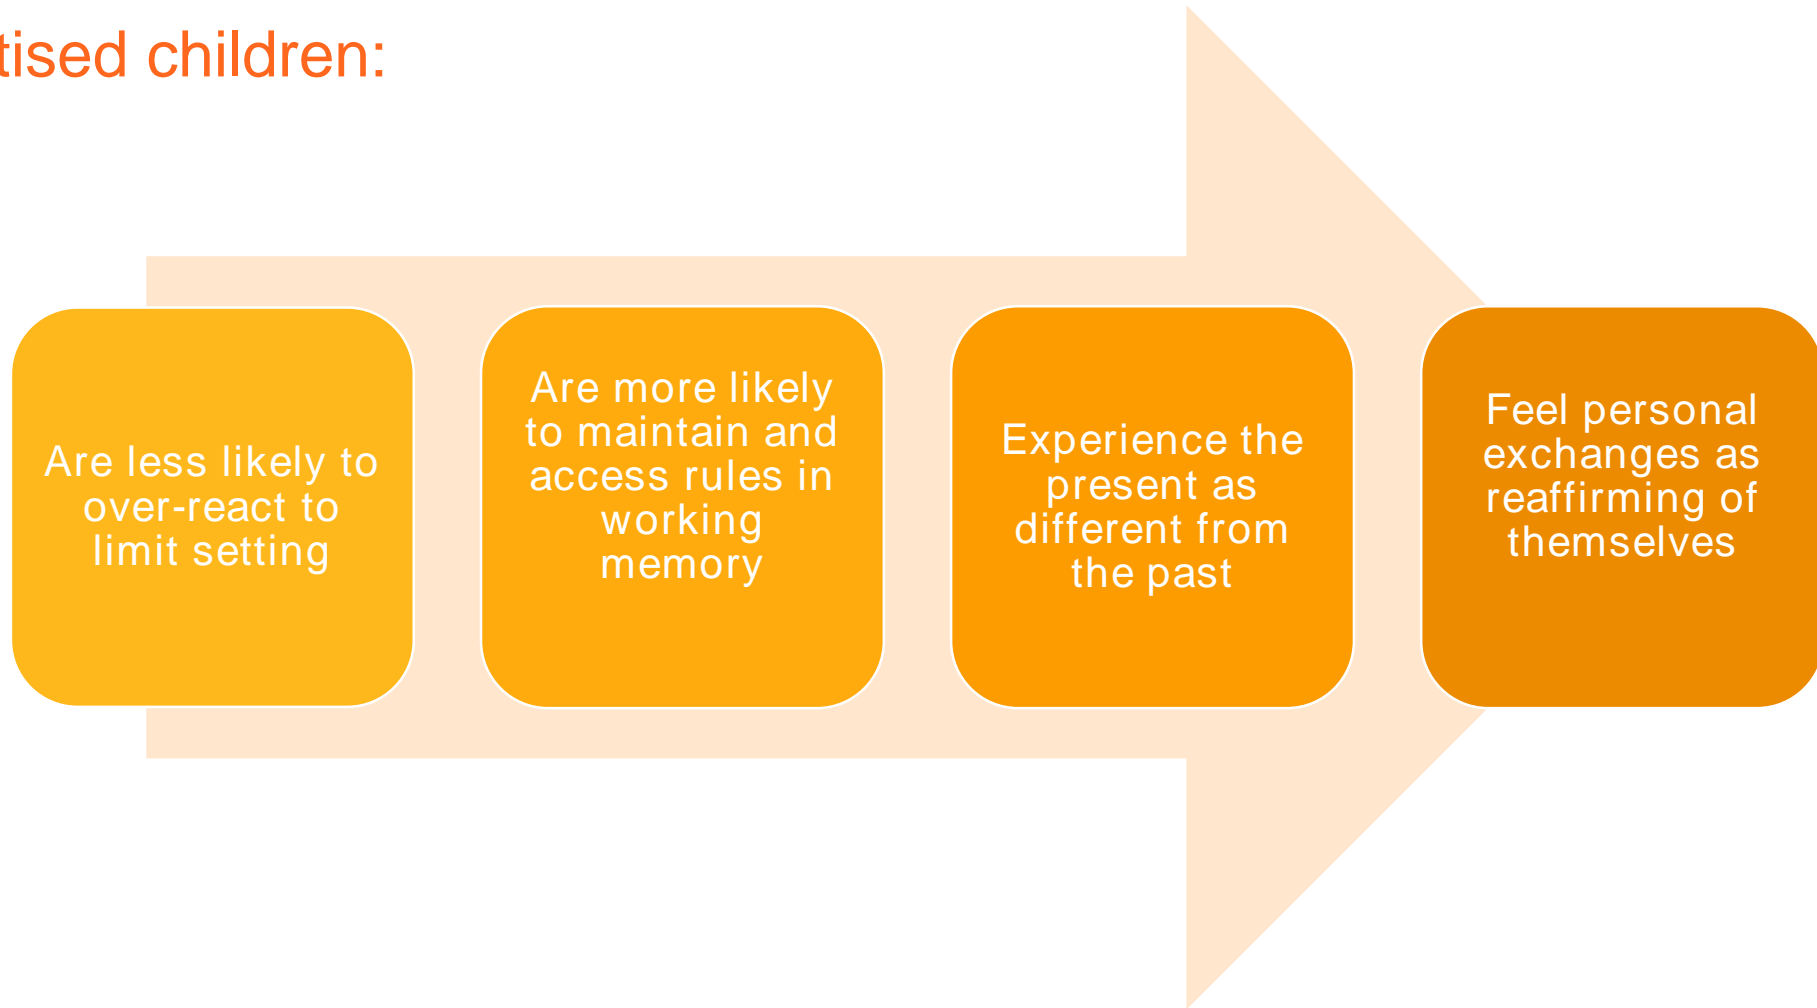 tised children:
Are less likely to
over-react to
limit setting
Are more likely
to maintain and
access rules in
working
memory
Experience the
present as
different from
the past
Feel personal
exchanges as
reaffirming of
themselves